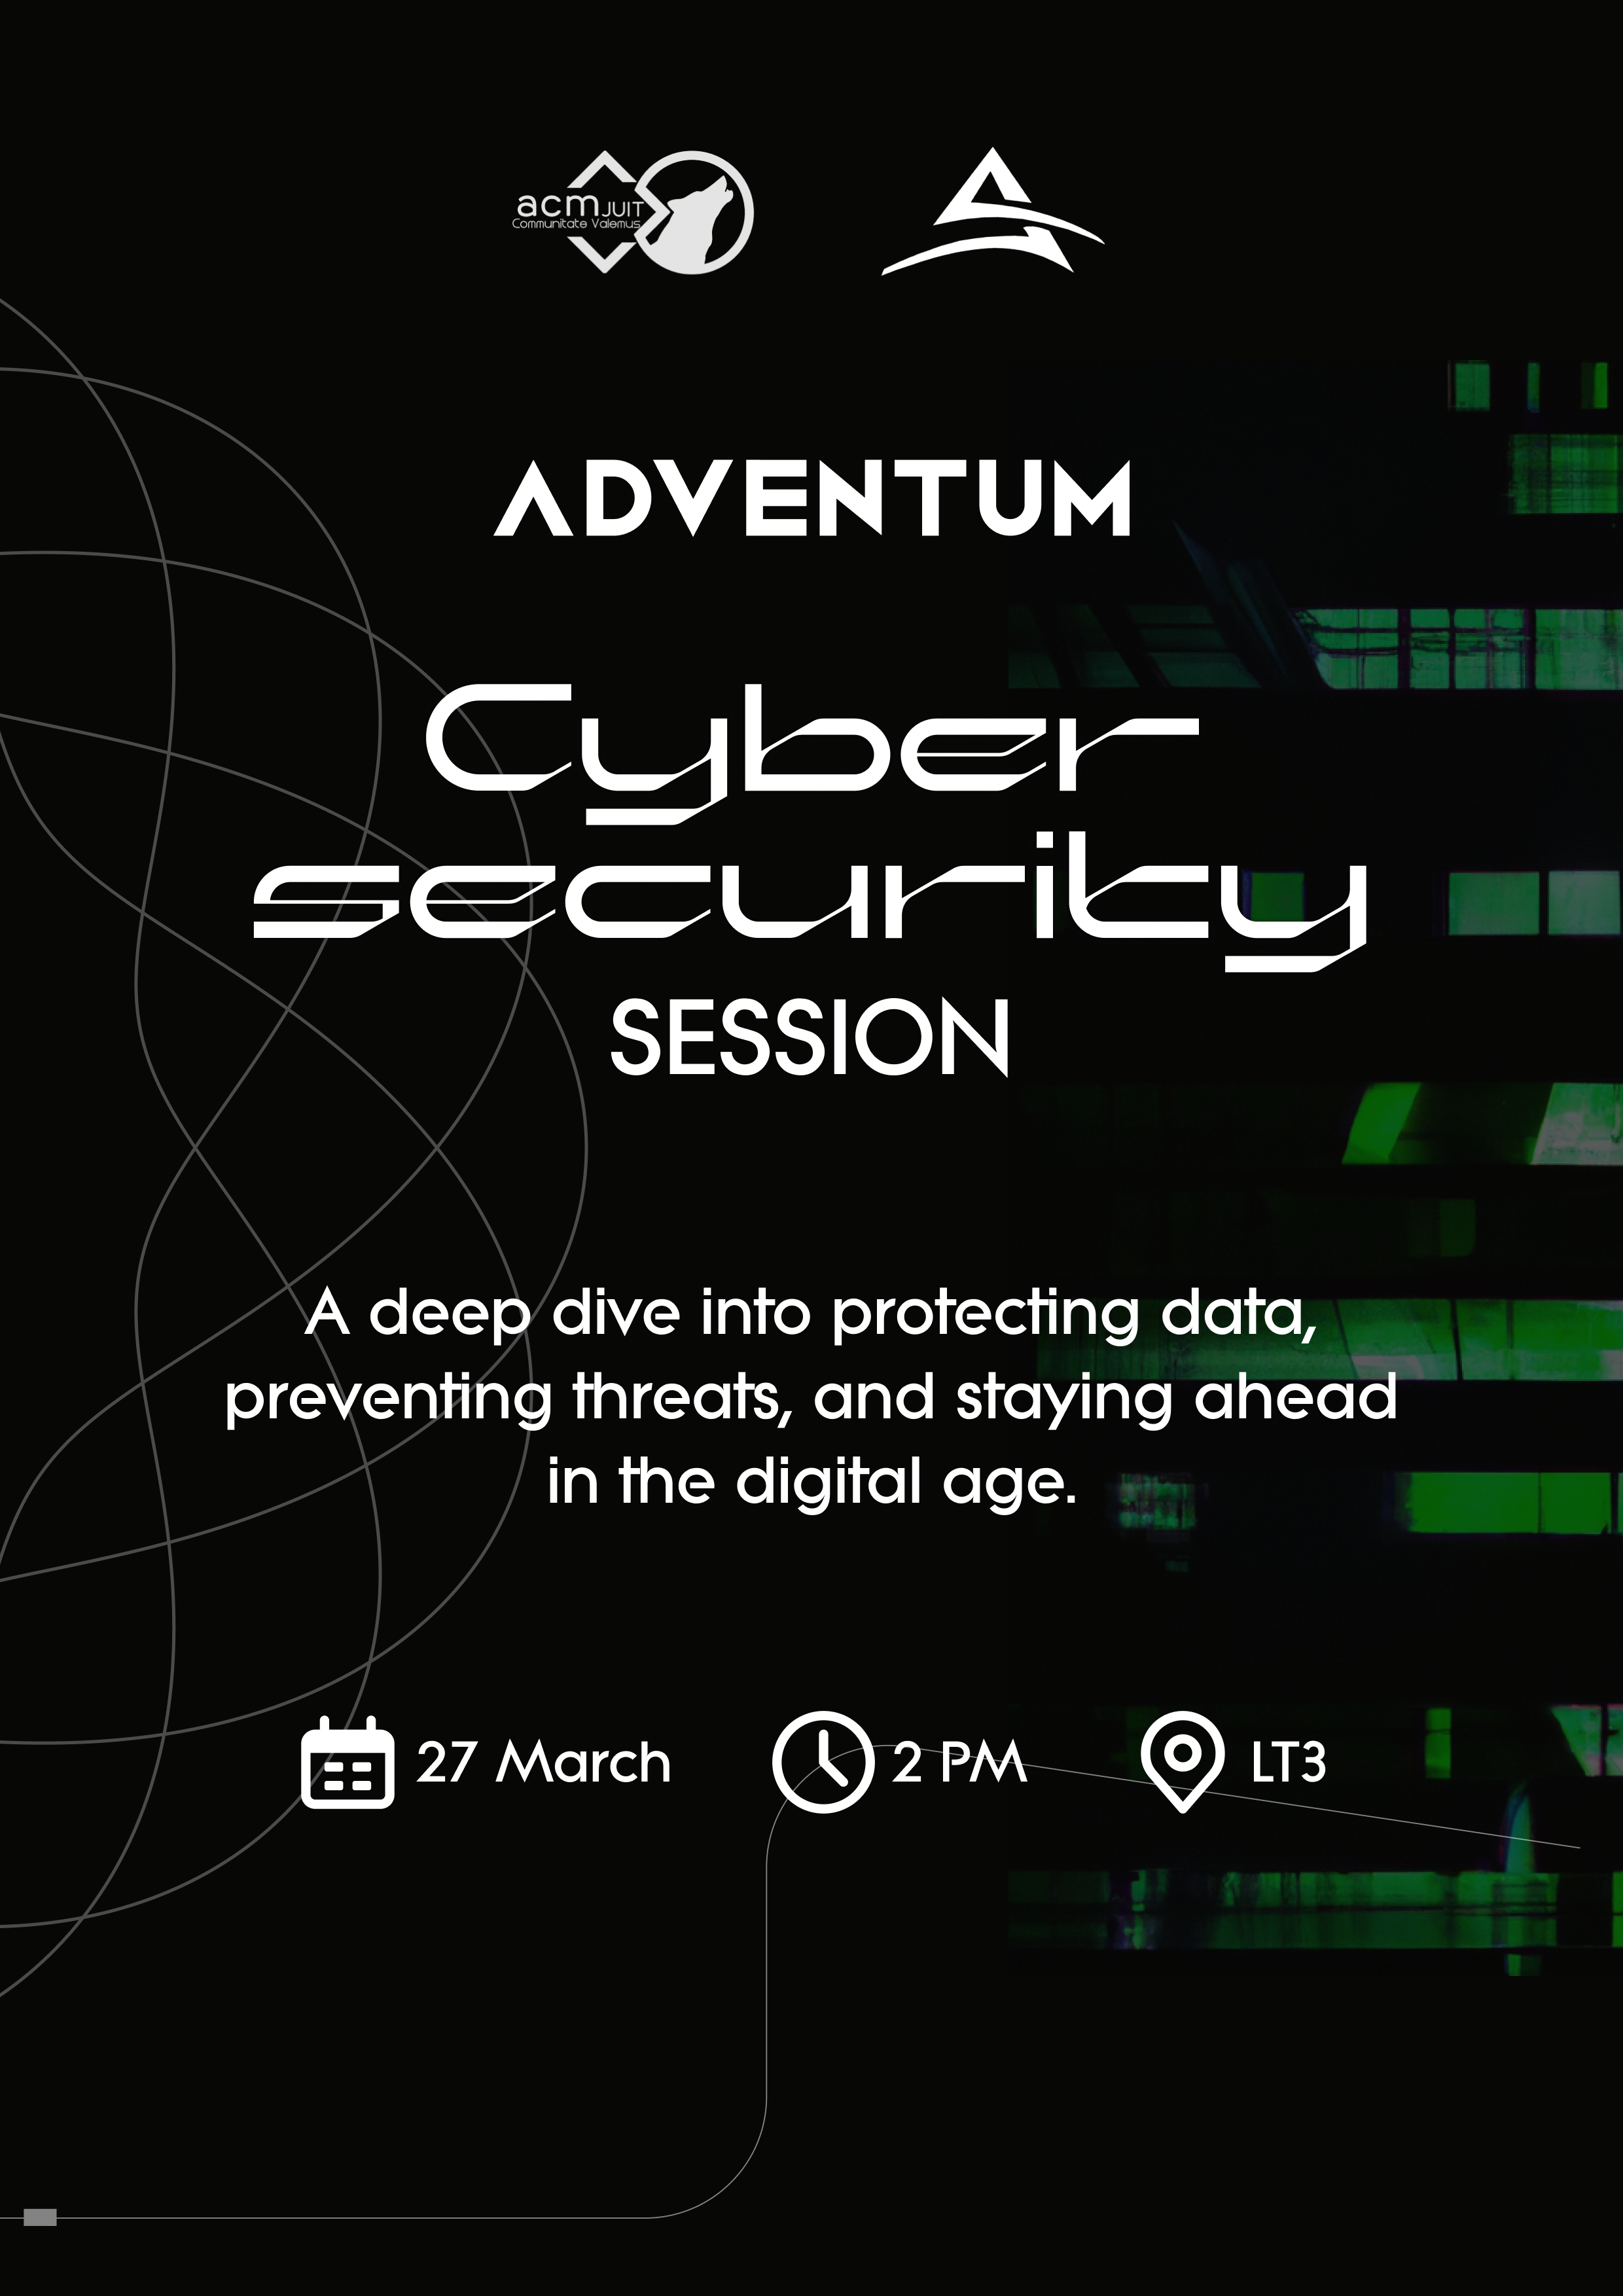 acm JUIT
Communitate Valemus
ADVENTUM
Cyber
security
SESSION
A deep dive into protecting data,
preventing threats, and staying ahead
in the digital age.
27 March
2 PM
LT3